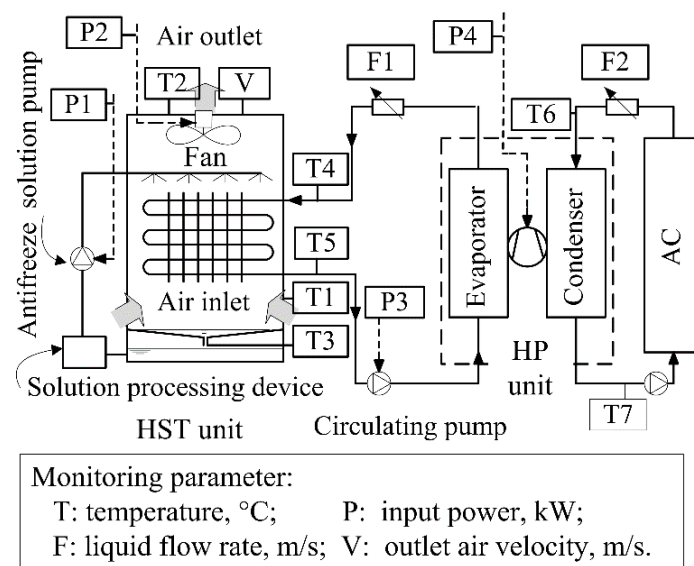 P2
Air outlet
P4
F1
F2
T2
V
P1
T6
Fan
Antifreeze solution pump
T4
T5
Evaporator
Condenser
AC
Air inlet
T1
P3
T3
HP
unit
Solution processing device
T7
HST unit
Circulating pump
Monitoring parameter:
T: temperature, °C; P: input power, kW;
F: liquid flow rate, m/s; V: outlet air velocity, m/s.